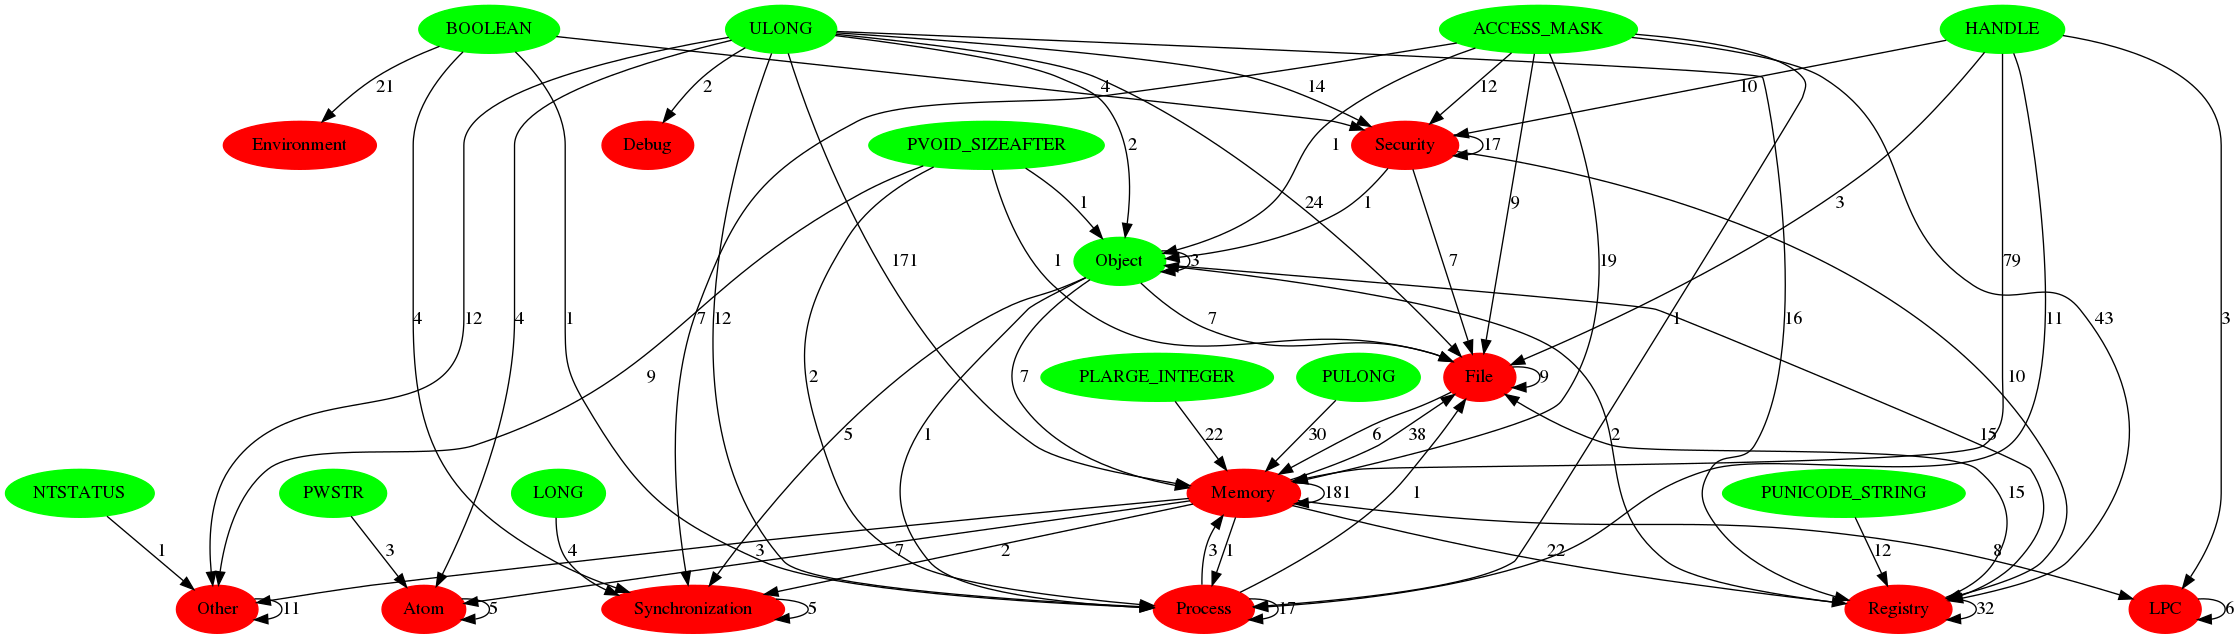 BOOLEAN ULONG ACCESS_MASK HANDLE
21 4 2 4 14 12 10
Environment Debug PVOID_SIZEAFTER Security 17
2 1
1 1 24 9 3
171 1 7 19 79
Object 3
4 12 4 1 7 12 7 1 16 11 43 3
9 2 7 PLARGE_INTEGER PULONG File 9 10
5 1 22 30 6 38 2 15
NTSTATUS PWSTR LONG Memory 181 1 PUNICODE_STRING 15
1 3 4 3 7 2 3 1 22 12 8
Other 11 Atom 5 Synchronization 5 Process 17 Registry 32 LPC 6